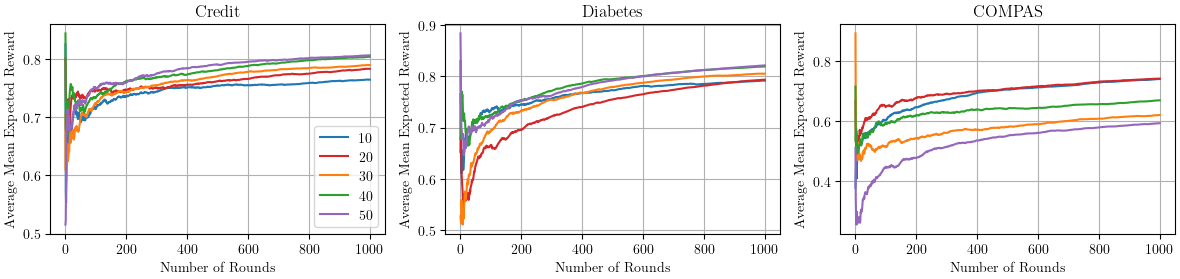 Credit
Average Mean Expected Reward
0.8
0.7
0.6
0.5
0 200 400 600 800 1000
Number of Rounds
10
20
30
40
50
Diabetes
Average Mean Expected Reward
0.9
0.8
0.7
0.6
0.5
0 200 400 600 800 1000
Number of Rounds
COMPAS
Average Mean Expected Reward
0.8
0.6
0.4
0 200 400 600 800 1000
Number of Rounds